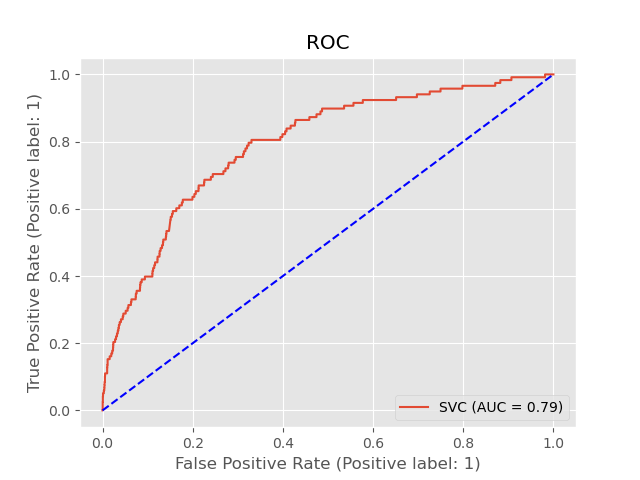 ROC
True Positive Rate (Positive label: 1)
1.0
0.8
0.6
0.4
0.2
0.0
SVC (AUC = 0.79)
0.0 0.2 0.4 0.6 0.8 1.0
False Positive Rate (Positive label: 1)